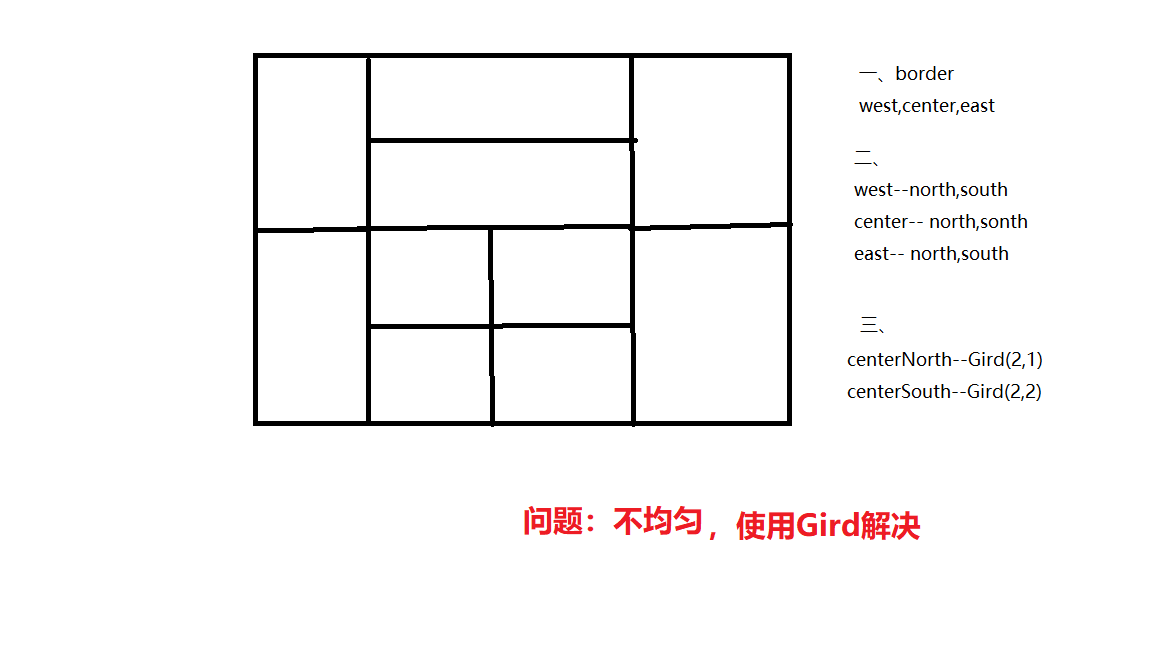 一、border
west,center,east
二、
west--north,south
center-- north,sonth
east-- north,south
三、
centerNorth--Gird(2,1)
centerSouth--Gird(2,2)
问题：不均匀，使用Gird解决